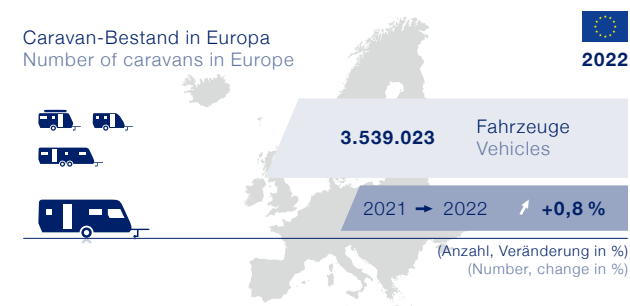 Caravan-Bestand in Europa
Number of caravans in Europe
2022
3.539.023
Fahrzeuge
Vehicles
2021 → 2022 +0,8 %
(Anzahl, Veränderung in %)
(Number, change in %)